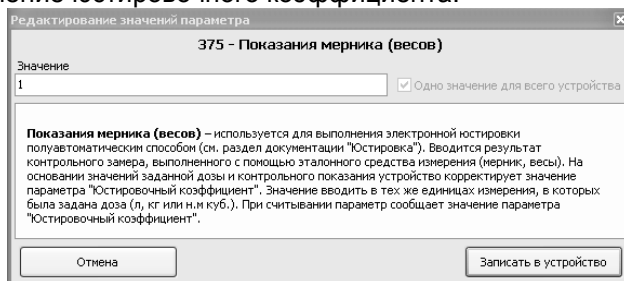 ение юстировочного коэффициента.
Редактирование значений параметра
375 - Показания мерника (весов)
Значение
1
Одно значение для всего устройства
Показания мерника (весов) – используется для выполнения электронной юстировки
полуавтоматическим способом (см. раздел документации "Юстировка"). Вводится результат
контрольного замера, выполненного с помощью эталонного средства измерения (мерник, весы). На
основании значений заданной дозы и контрольного показания устройство корректирует значение
параметра "Юстировочный коэффициент". Значение вводить в тех же единицах измерения, в которых
была задана доза (л, кг или н.м куб.). При считывании параметр сообщает значение параметра
"Юстировочный коэффициент".
Отмена
Записать в устройство